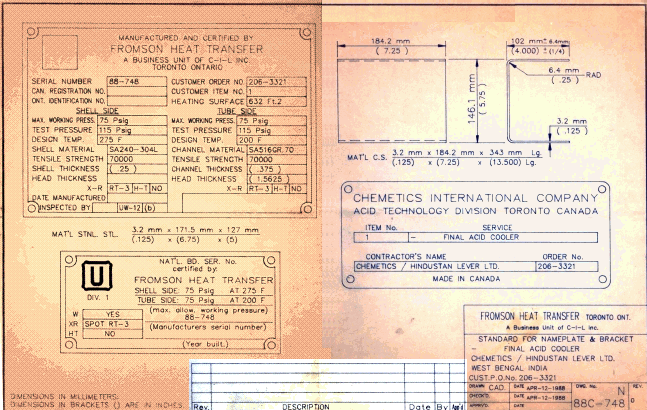 MANUFACTURED AND CERTIFIED BY
FROMSON HEAT TRANSFER
A BUSINESS UNIT OF C-I-L INC.
TORONTO ONTARIO
SERIAL NUMBER 88-748 CUSTOMER ORDER NO. 206-3321
CAN. REGISTRATION NO. CUSTOMER ITEM NO. 1
ONT. IDENTIFICATION NO. HEATING SURFACE 632 Ft.2
SHELL SIDE TUBE SIDE
MAX. WORKING PRESS. 75 Psig MAX. WORKING PRESS. 75 Psig
TEST PRESSURE 115 Psig TEST PRESSURE 115 Psig
DESIGN TEMP. 275 F DESIGN TEMP. 200 F
SHELL MATERIAL SA240-304L CHANNEL MATERIAL SA516GR.70
TENSILE STRENGTH 70000 TENSILE STRENGTH 70000
SHELL THICKNESS (.25) CHANNEL THICKNESS (.375)
HEAD THICKNESS HEAD THICKNESS (1.5625)
X-R RT-3 H-T NO X-R RT-3 H-T NO
DATE MANUFACTURED
INSPECTED BY UW-12(b)
MAT'L STNL. STL. 3.2 mm x 171.5 mm x 127 mm
(.125) x (6.75) x (5)
NAT'L. BD. SER. No.
certified by:
FROMSON HEAT TRANSFER
U
DIV. 1
SHELL SIDE: 75 Psig AT 275 F
TUBE SIDE: 75 Psig AT 200 F
(max. allow. working pressure)
W YES 88-748
XR SPOT RT-3 (Manufacturers serial number)
HT NO
(Year built.)
184.2 mm
(7.25)
102 mm± 6.4mm
(4.000) ±(1/4)
6.4 mm
(.25) RAD
146.1 mm
(5.75)
3.2 mm
(.125)
MAT'L C.S. 3.2 mm x 184.2 mm x 343 mm Lg.
(.125) x (7.25) x (13.500) Lg.
CHEMETICS INTERNATIONAL COMPANY
ACID TECHNOLOGY DIVISION TORONTO CANADA
ITEM No. SERVICE
1 - FINAL ACID COOLER
CONTRACTOR'S NAME ORDER No.
CHEMETICS / HINDUSTAN LEVER LTD. 206-3321
MADE IN CANADA
FROMSON HEAT TRANSFER TORONTO ONT.
A Business Unit of C-I-L Inc.
STANDARD FOR NAMEPLATE & BRACKET
- FINAL ACID COOLER
CHEMETICS / HINDUSTAN LEVER LTD.
WEST BENGAL INDIA
CUST.P.O.No. 206-3321
DRAWN CAD DATE APR-12-1988 DWG. No. N REV.
CHECK'D. DATE APR-12-1988 88C-748 0
APPRV'D. DATE
DIMENSIONS IN MILLIMETERS.
DIMENSIONS IN BRACKETS () ARE IN INCHES.
Rev. DESCRIPTION Date By